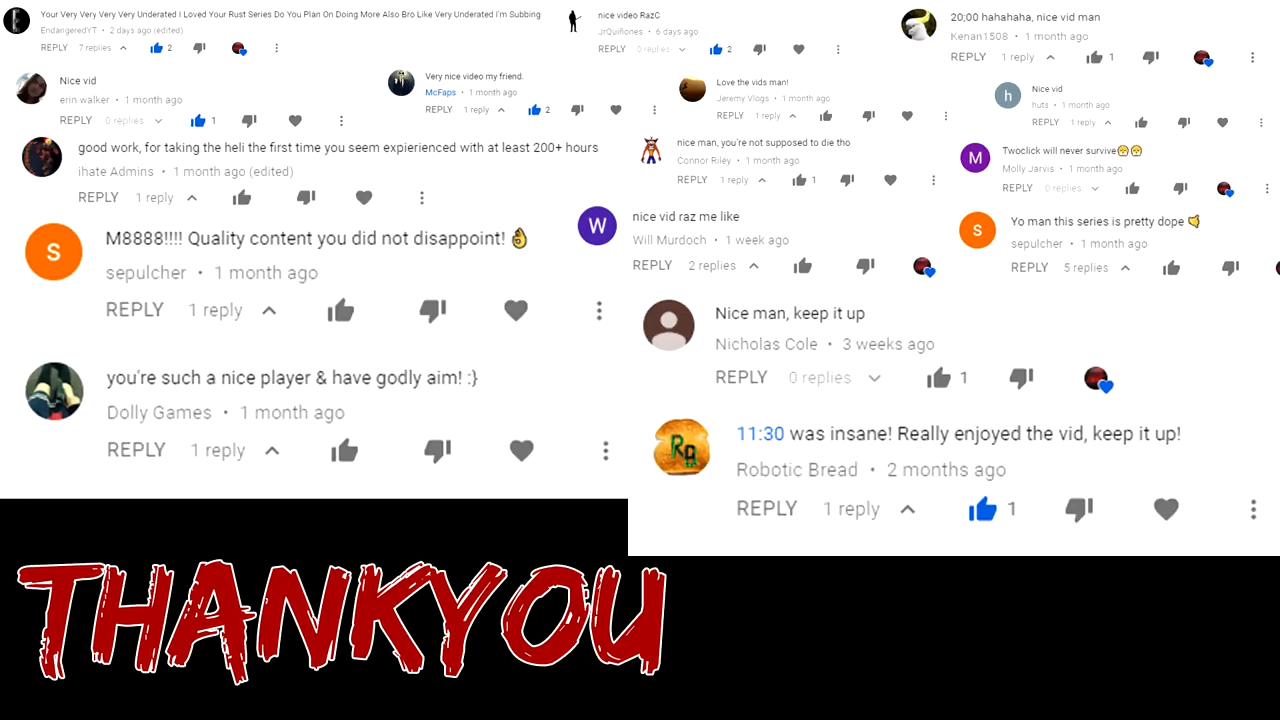 Your Very Very Very Very Underated I Loved Your Rust Series Do You Plan On Doing More Also Bro Like Very Underated I'm Subbing
EndangeredYT • 2 days ago (edited)
REPLY 7 replies 2
nice video RazC
JrQuiñones • 6 days ago
REPLY 0 replies 2
20;00 hahahaha, nice vid man
Kenan1508 • 1 month ago
REPLY 1 reply 1
Nice vid
erin walker • 1 month ago
REPLY 0 replies 1
Very nice video my friend.
McFaps • 1 month ago
REPLY 1 reply 2
Love the vids man!
Jeremy Vlogs • 1 month ago
REPLY 1 reply
h
Nice vid
huts • 1 month ago
REPLY 1 reply
good work, for taking the heli the first time you seem expierienced with at least 200+ hours
ihate Admins • 1 month ago (edited)
REPLY 1 reply
nice man, you're not supposed to die tho
Connor Riley • 1 month ago
REPLY 1 reply 1
M
Twoclick will never survive😤😤
Molly Jarvis • 1 month ago
REPLY 0 replies
S
M8888!!!! Quality content you did not disappoint! 👌
sepulcher • 1 month ago
REPLY 1 reply
W
nice vid raz me like
Will Murdoch • 1 week ago
REPLY 2 replies
S
Yo man this series is pretty dope 🤙
sepulcher • 1 month ago
REPLY 5 replies
Nice man, keep it up
Nicholas Cole • 3 weeks ago
REPLY 0 replies 1
you're such a nice player & have godly aim! :}
Dolly Games • 1 month ago
REPLY 1 reply
RB
11:30 was insane! Really enjoyed the vid, keep it up!
Robotic Bread • 2 months ago
REPLY 1 reply 1
THANKYOU